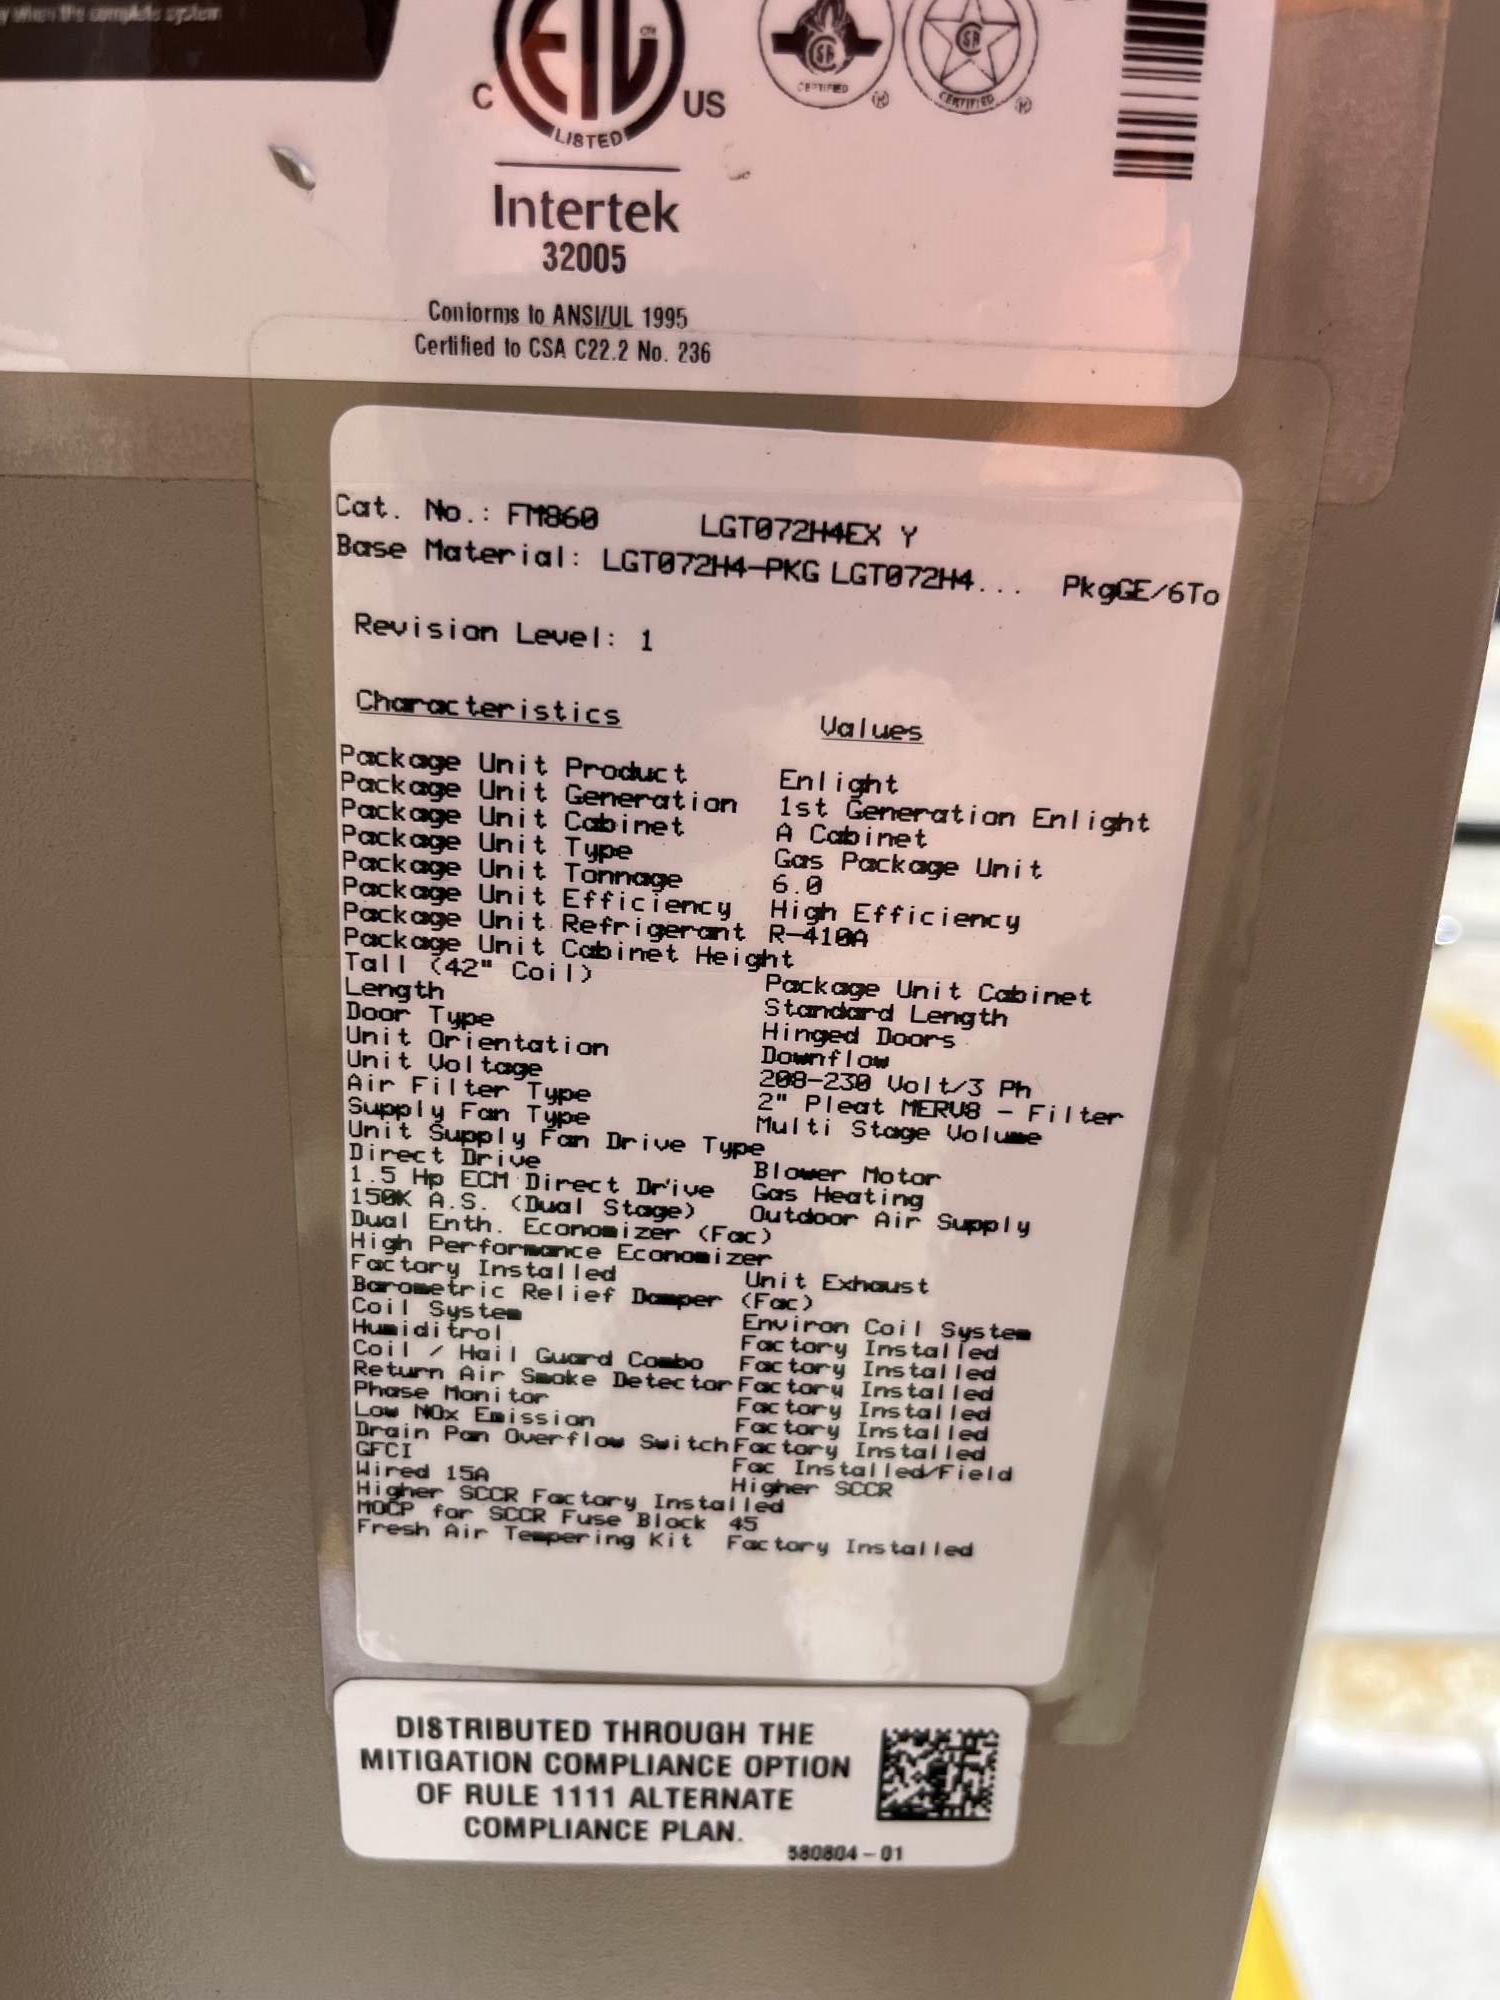 y when the complete system
C ETL CM US
LISTED
Intertek
32005
CSA CERTIFIED ®
CSA CERTIFIED ®
Conforms to ANSI/UL 1995
Certified to CSA C22.2 No. 236
Cat. No.: FM860 LGT072H4EX Y
Base Material: LGT072H4-PKG LGT072H4... PkgGE/6To
Revision Level: 1
Characteristics Values
Package Unit Product Enlight
Package Unit Generation 1st Generation Enlight
Package Unit Cabinet A Cabinet
Package Unit Type Gas Package Unit
Package Unit Tonnage 6.0
Package Unit Efficiency High Efficiency
Package Unit Refrigerant R-410A
Package Unit Cabinet Height
Tall (42" Coil) Package Unit Cabinet
Length Standard Length
Door Type Hinged Doors
Unit Orientation Downflow
Unit Voltage 208-230 Volt/3 Ph
Air Filter Type 2" Pleat MERV8 - Filter
Supply Fan Type Multi Stage Volume
Unit Supply Fan Drive Type
Direct Drive Blower Motor
1.5 Hp ECM Direct Drive Gas Heating
150K A.S. (Dual Stage) Outdoor Air Supply
Dual Enth. Economizer (Fac)
High Performance Economizer
Factory Installed Unit Exhaust
Barometric Relief Damper (Fac)
Coil System Environ Coil System
Humiditrol Factory Installed
Coil / Hail Guard Combo Factory Installed
Return Air Smoke Detector Factory Installed
Phase Monitor Factory Installed
Low NOx Emission Factory Installed
Drain Pan Overflow Switch Factory Installed
GFCI Fac Installed/Field
Wired 15A Higher SCCR
Higher SCCR Factory Installed
MOCP for SCCR Fuse Block 45
Fresh Air Tempering Kit Factory Installed
DISTRIBUTED THROUGH THE
MITIGATION COMPLIANCE OPTION
OF RULE 1111 ALTERNATE
COMPLIANCE PLAN.
580804-01